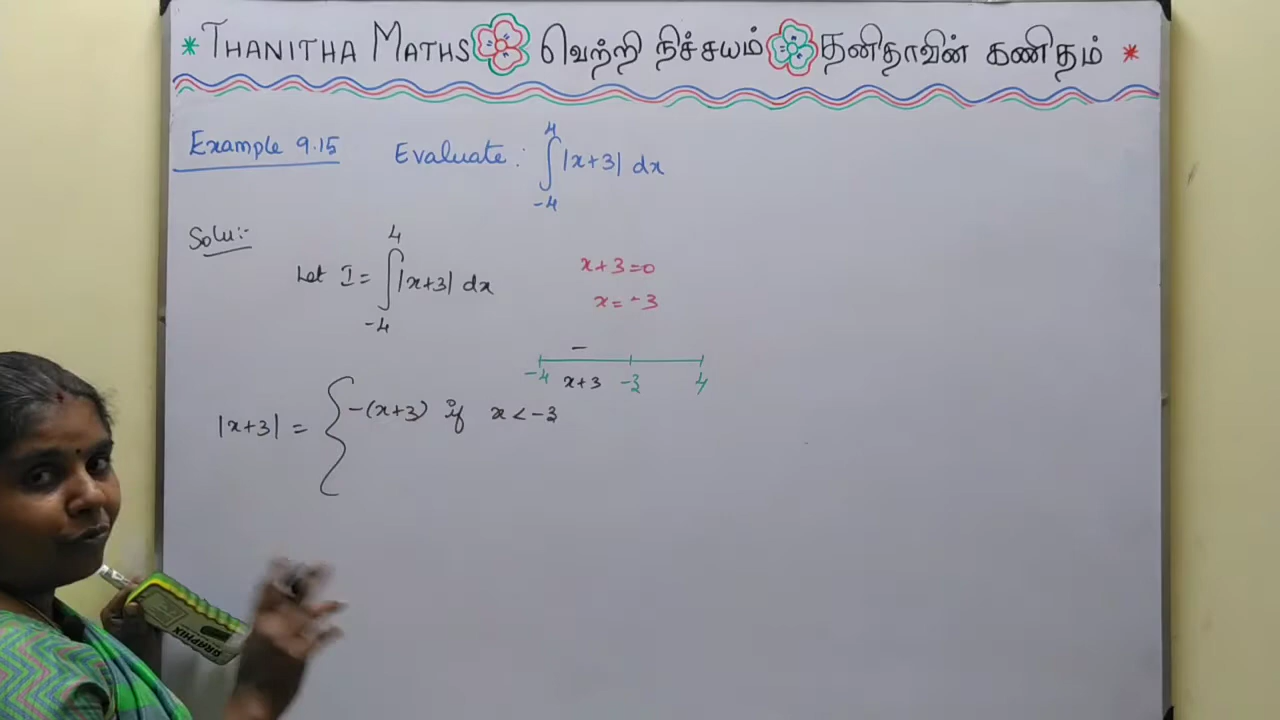 * THANITHA MATHS வெற்றி நிச்சயம் தனிதாவின் கணிதம் *
Example 9.15 Evaluate : ∫_{-4}^{4} |x+3| dx
Solu:-
Let I = ∫_{-4}^{4} |x+3| dx
x+3=0
x=-3
-
-4 x+3 -3 4
|x+3| = { -(x+3) if x < -3
GRAPHIX